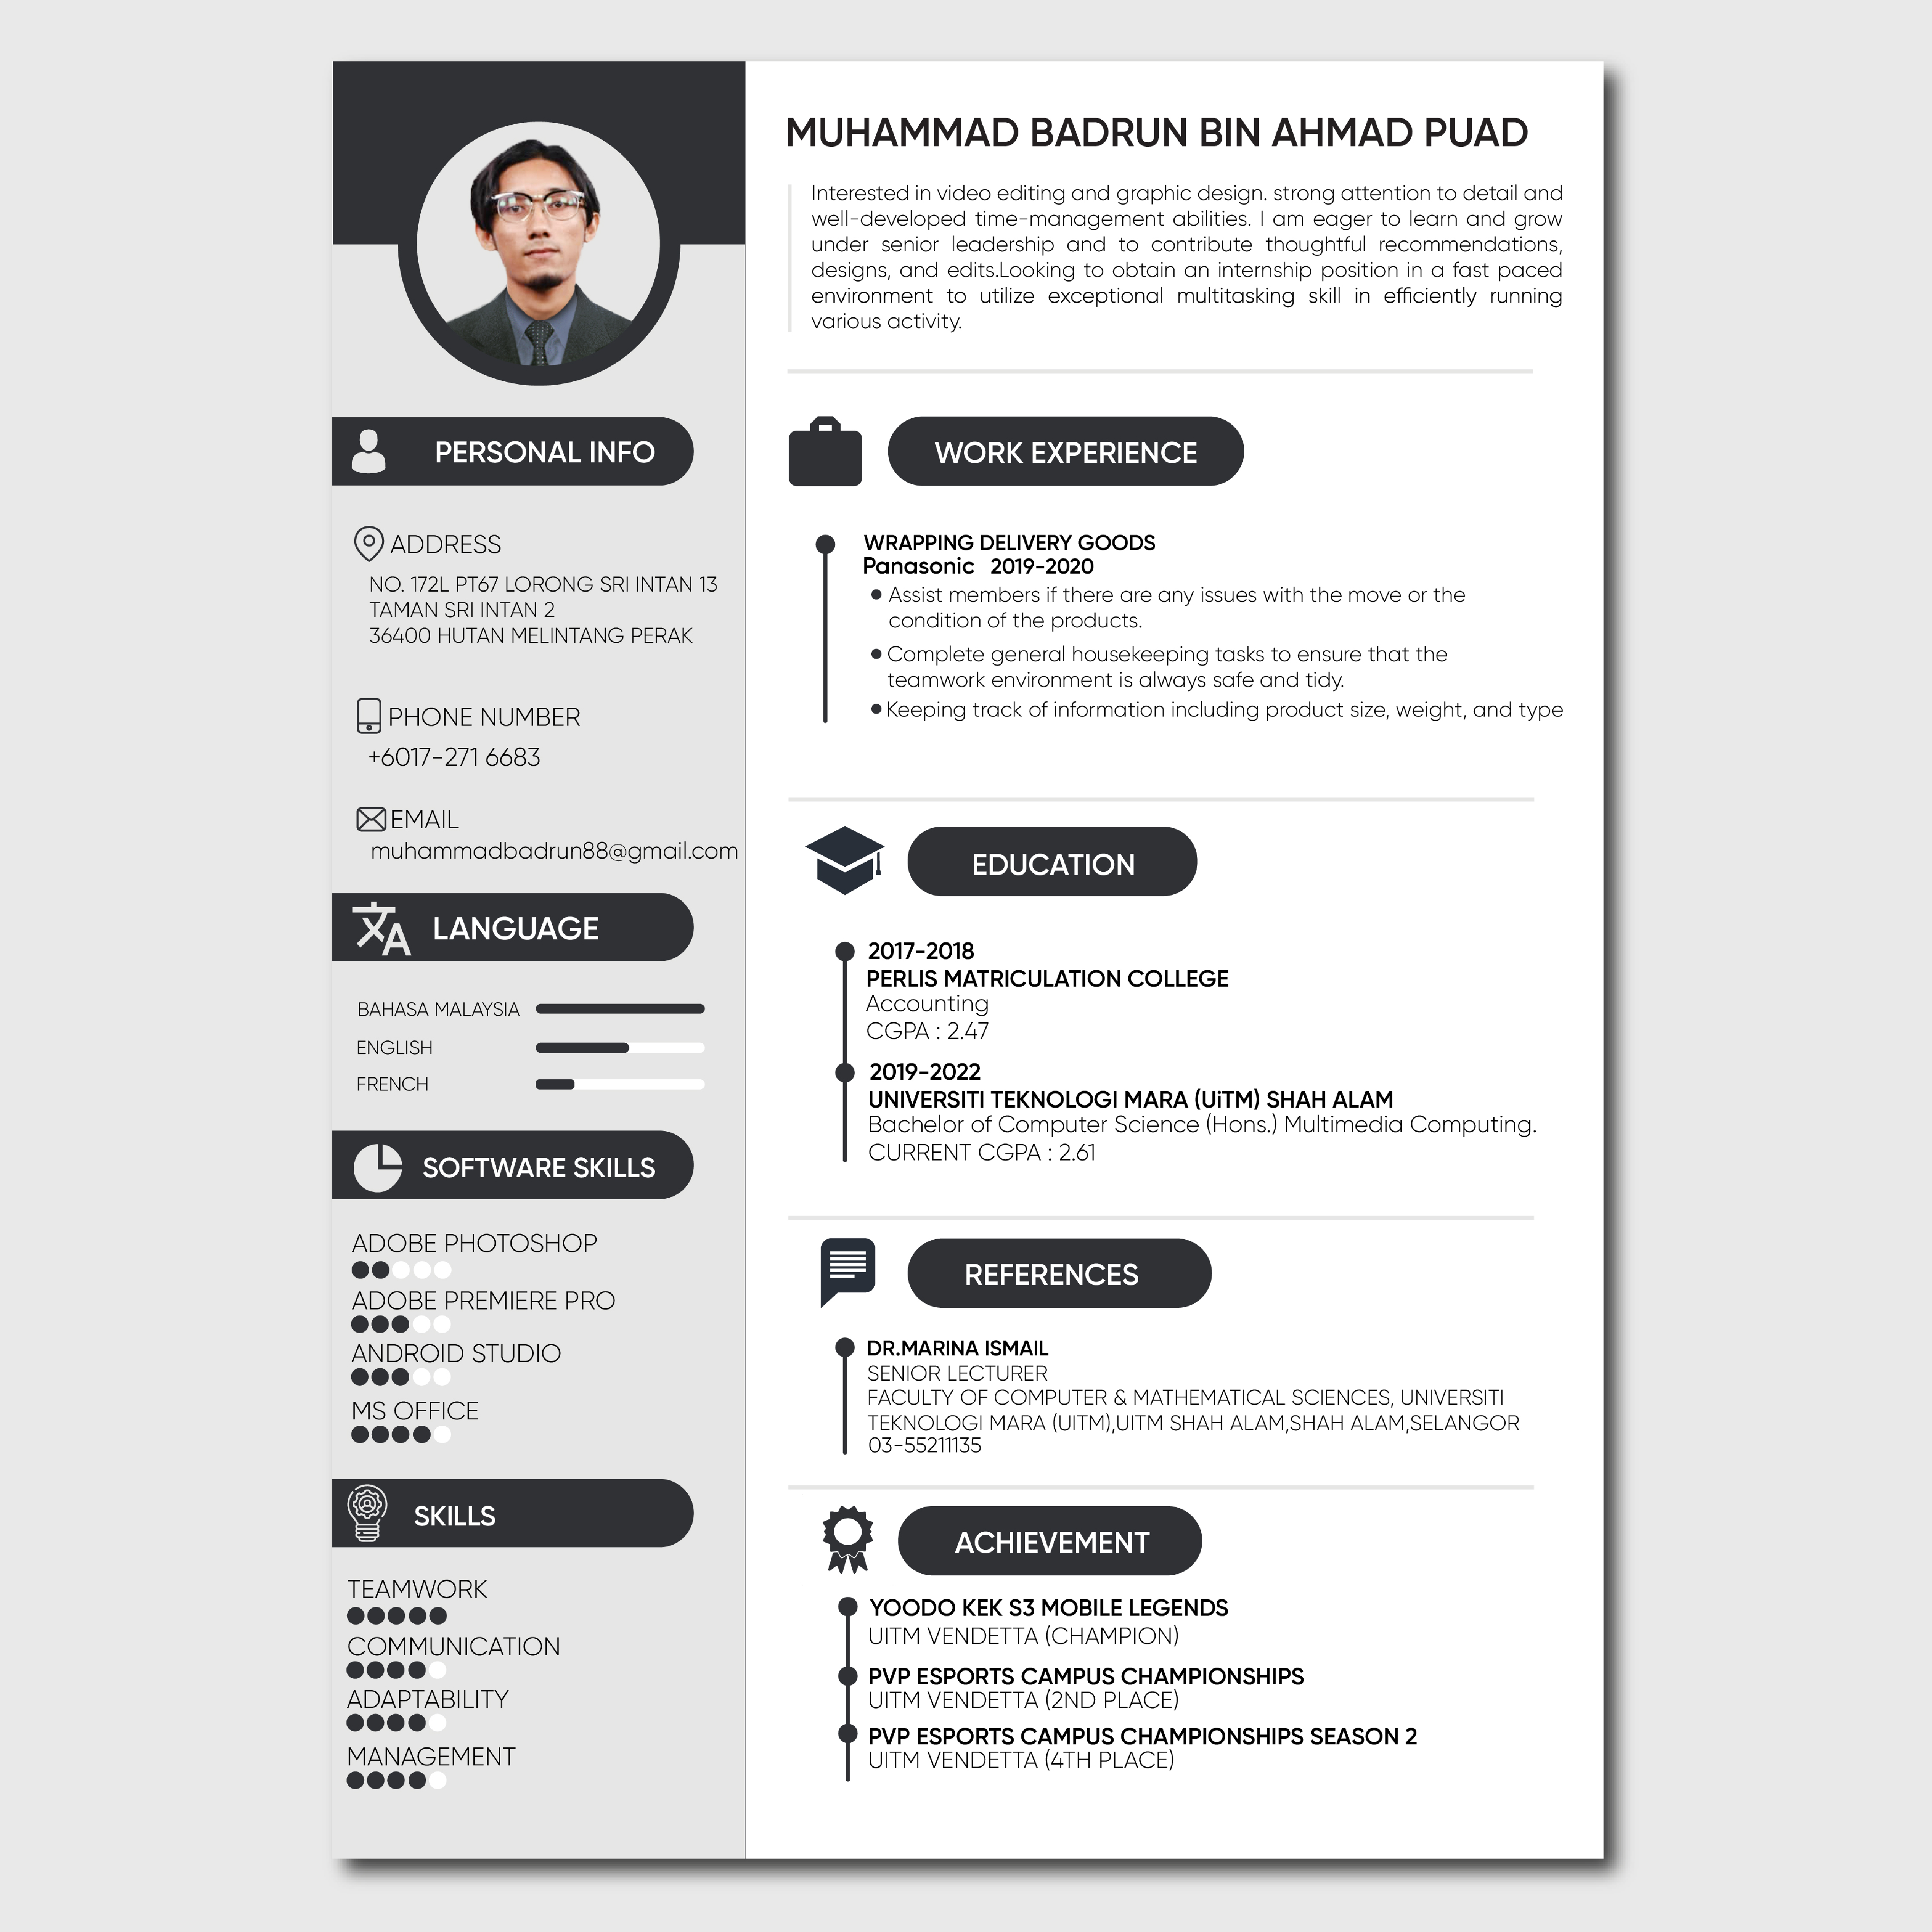 MUHAMMAD BADRUN BIN AHMAD PUAD
Interested in video editing and graphic design. strong attention to detail and
well-developed time-management abilities. I am eager to learn and grow
under senior leadership and to contribute thoughtful recommendations,
designs, and edits.Looking to obtain an internship position in a fast paced
environment to utilize exceptional multitasking skill in efficiently running
various activity.
PERSONAL INFO
ADDRESS
NO. 172L PT67 LORONG SRI INTAN 13
TAMAN SRI INTAN 2
36400 HUTAN MELINTANG PERAK
PHONE NUMBER
+6017-271 6683
EMAIL
muhammadbadrun88@gmail.com
LANGUAGE
BAHASA MALAYSIA
ENGLISH
FRENCH
SOFTWARE SKILLS
ADOBE PHOTOSHOP
ADOBE PREMIERE PRO
ANDROID STUDIO
MS OFFICE
SKILLS
TEAMWORK
COMMUNICATION
ADAPTABILITY
MANAGEMENT
WORK EXPERIENCE
WRAPPING DELIVERY GOODS
Panasonic 2019-2020
● Assist members if there are any issues with the move or the
condition of the products.
● Complete general housekeeping tasks to ensure that the
teamwork environment is always safe and tidy.
● Keeping track of information including product size, weight, and type
EDUCATION
2017-2018
PERLIS MATRICULATION COLLEGE
Accounting
CGPA : 2.47
2019-2022
UNIVERSITI TEKNOLOGI MARA (UiTM) SHAH ALAM
Bachelor of Computer Science (Hons.) Multimedia Computing.
CURRENT CGPA : 2.61
REFERENCES
DR.MARINA ISMAIL
SENIOR LECTURER
FACULTY OF COMPUTER & MATHEMATICAL SCIENCES, UNIVERSITI
TEKNOLOGI MARA (UITM),UITM SHAH ALAM,SHAH ALAM,SELANGOR
03-55211135
ACHIEVEMENT
YOODO KEK S3 MOBILE LEGENDS
UITM VENDETTA (CHAMPION)
PVP ESPORTS CAMPUS CHAMPIONSHIPS
UITM VENDETTA (2ND PLACE)
PVP ESPORTS CAMPUS CHAMPIONSHIPS SEASON 2
UITM VENDETTA (4TH PLACE)